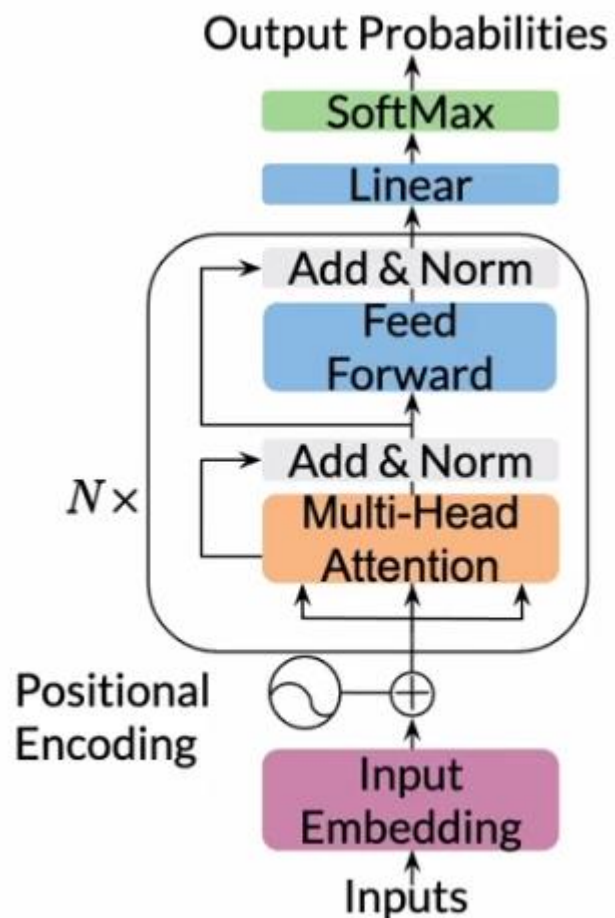 Output Probabilities
SoftMax
Linear
Add & Norm
Feed
Forward
Add & Norm
N×
Multi-Head
Attention
Positional
Encoding
Input
Embedding
Inputs